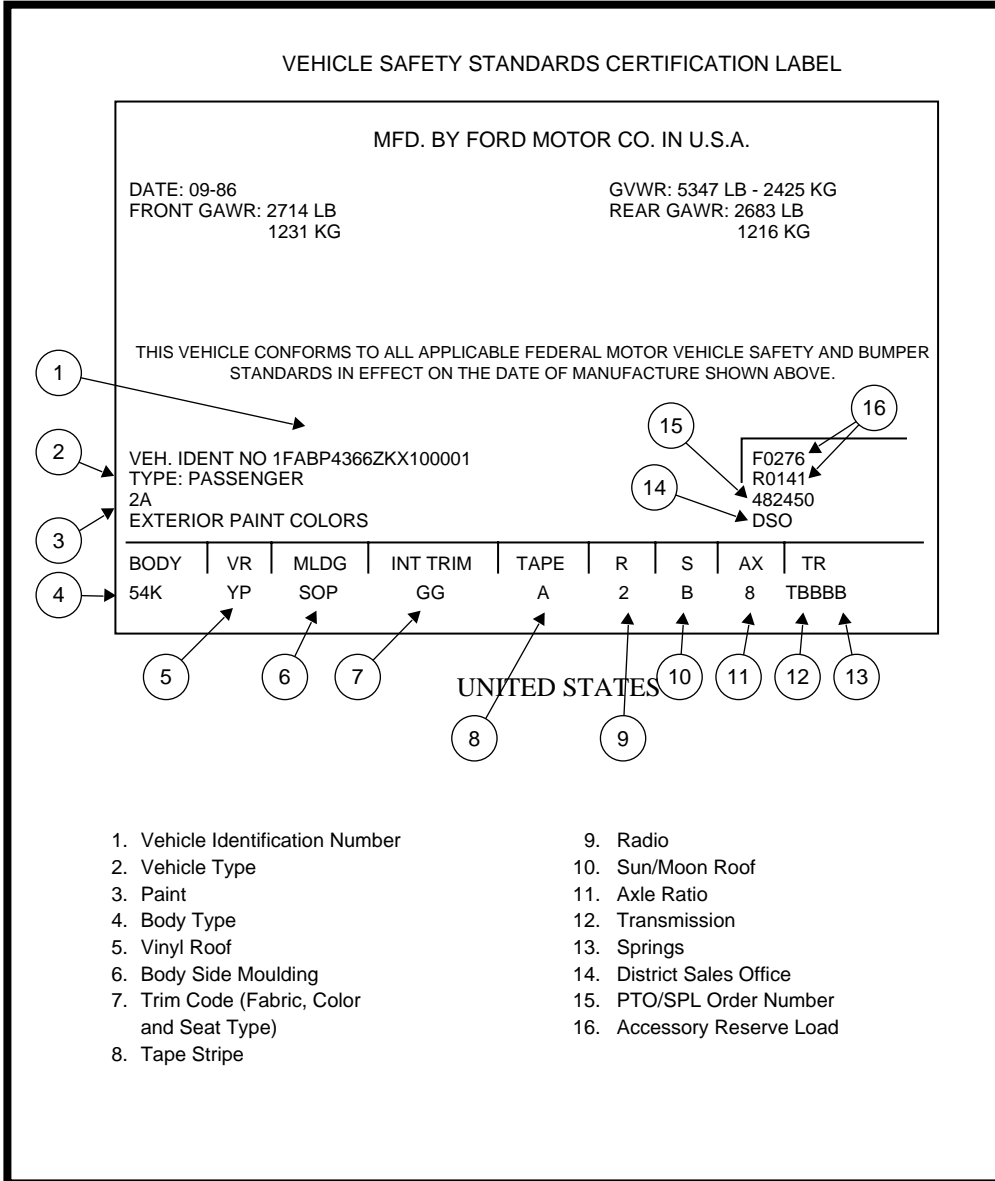 VEHICLE SAFETY STANDARDS CERTIFICATION LABEL
MFD. BY FORD MOTOR CO. IN U.S.A.
DATE: 09-86
FRONT GAWR: 2714 LB
1231 KG
GVWR: 5347 LB - 2425 KG
REAR GAWR: 2683 LB
1216 KG
THIS VEHICLE CONFORMS TO ALL APPLICABLE FEDERAL MOTOR VEHICLE SAFETY AND BUMPER
STANDARDS IN EFFECT ON THE DATE OF MANUFACTURE SHOWN ABOVE.
1
2
3
4
15
16
14
VEH. IDENT NO 1FABP4366ZKX100001
TYPE: PASSENGER
2A
EXTERIOR PAINT COLORS
F0276
R0141
482450
DSO
BODY VR MLDG INT TRIM TAPE R S AX TR
54K YP SOP GG A 2 B 8 TBBBB
5 6 7 10 11 12 13
UNITED STATES
8 9
1. Vehicle Identification Number
2. Vehicle Type
3. Paint
4. Body Type
5. Vinyl Roof
6. Body Side Moulding
7. Trim Code (Fabric, Color
and Seat Type)
8. Tape Stripe
9. Radio
10. Sun/Moon Roof
11. Axle Ratio
12. Transmission
13. Springs
14. District Sales Office
15. PTO/SPL Order Number
16. Accessory Reserve Load